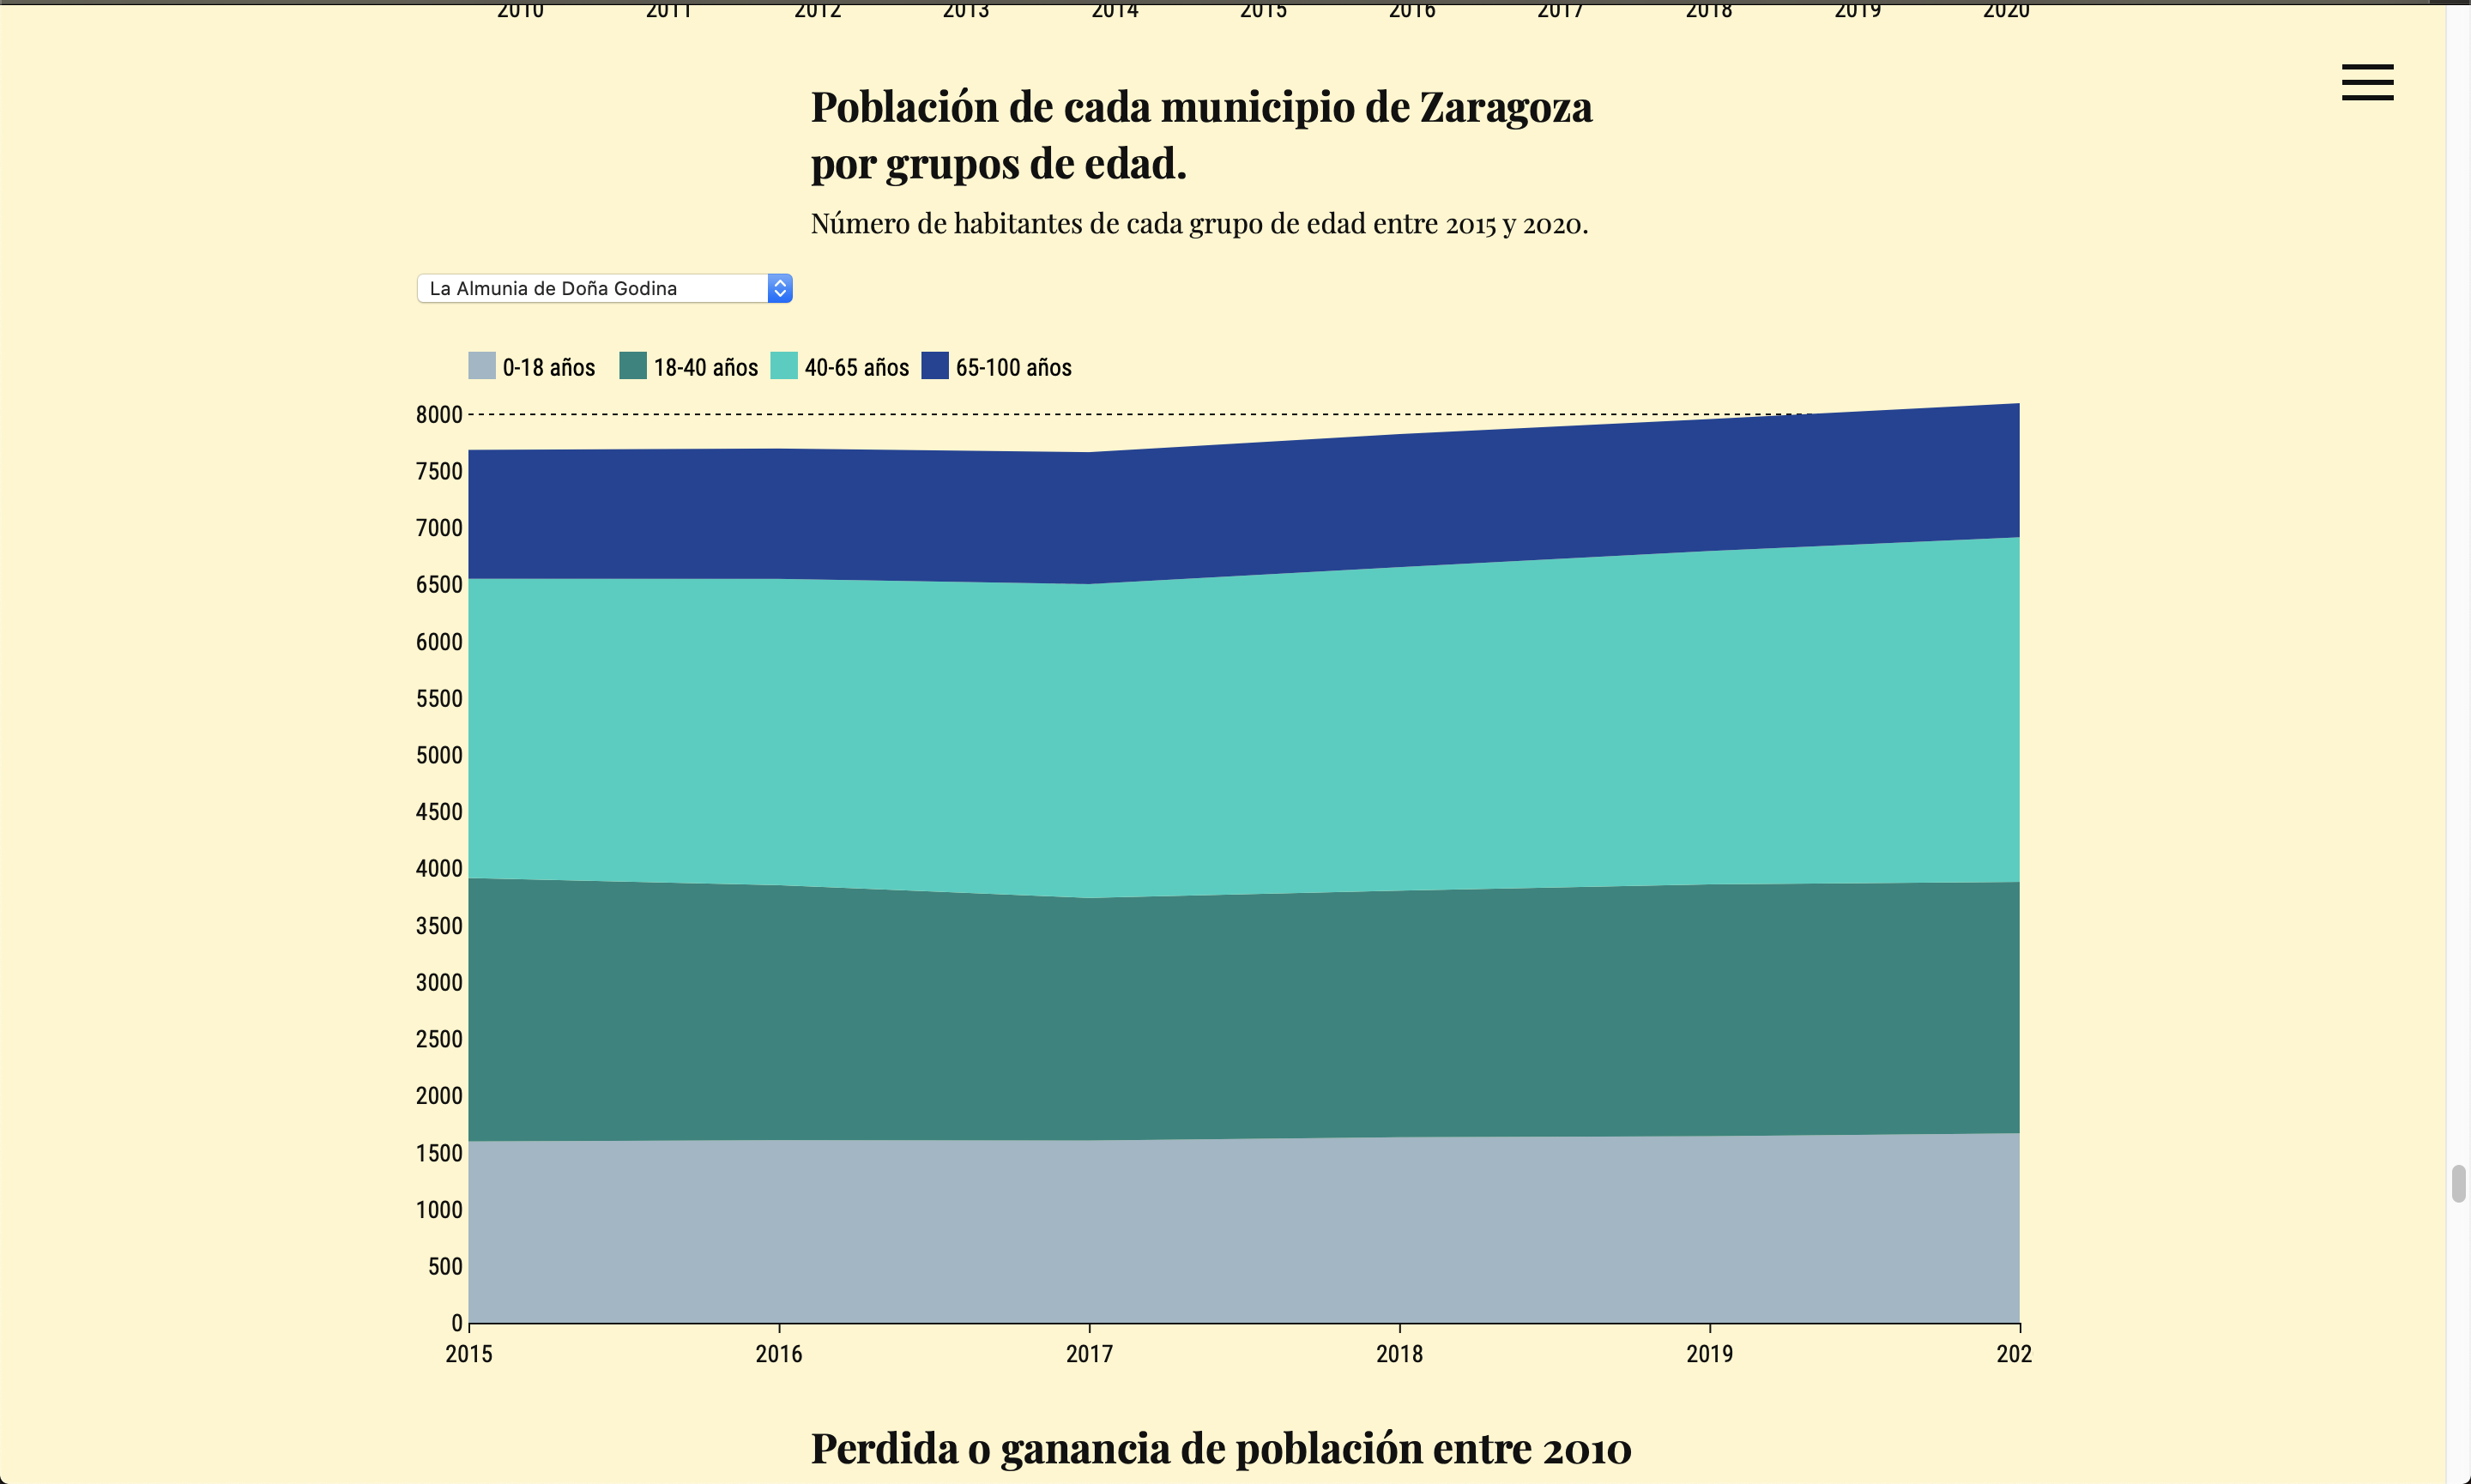 2010 2011 2012 2013 2014 2015 2016 2017 2018 2019 2020
Población de cada municipio de Zaragoza
por grupos de edad.
Número de habitantes de cada grupo de edad entre 2015 y 2020.
La Almunia de Doña Godina
0-18 años 18-40 años 40-65 años 65-100 años
8000
7500
7000
6500
6000
5500
5000
4500
4000
3500
3000
2500
2000
1500
1000
500
0
2015 2016 2017 2018 2019 202
Perdida o ganancia de población entre 2010